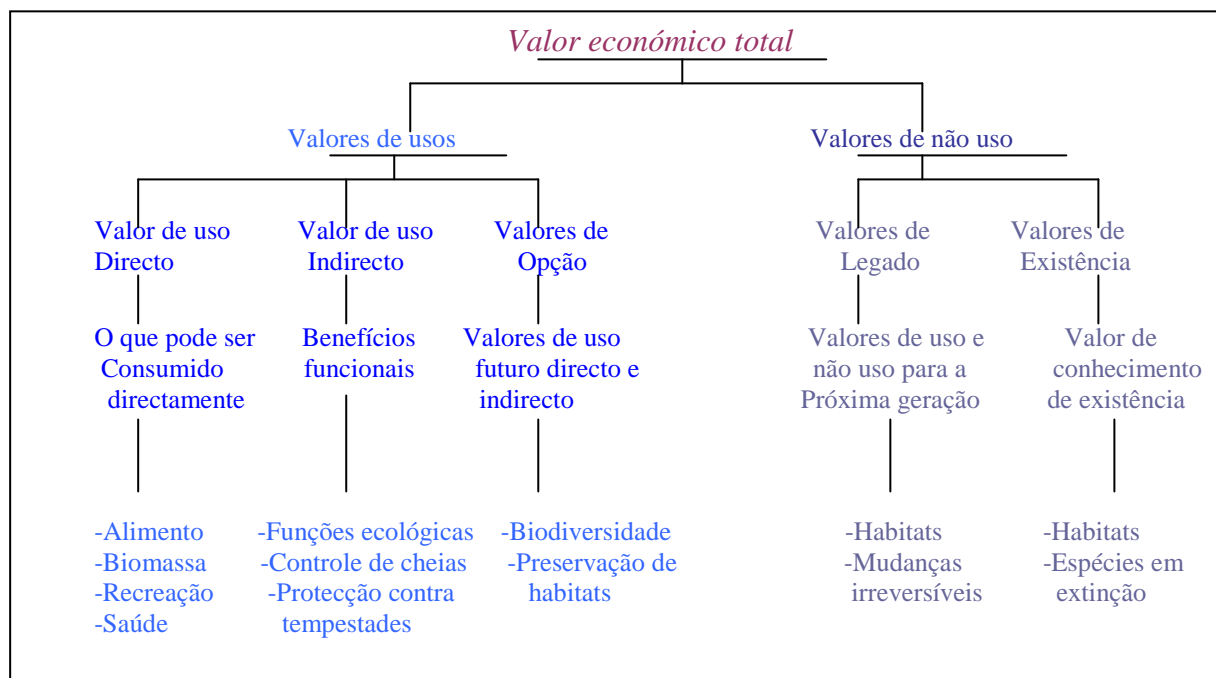 Valor económico total
Valores de usos
Valores de não uso
Valor de uso
Directo
Valor de uso
Indirecto
Valores de
Opção
Valores de
Legado
Valores de
Existência
O que pode ser
Consumido
directamente
Benefícios
funcionais
Valores de uso
futuro directo e
indirecto
Valores de uso e
não uso para a
Próxima geração
Valor de
conhecimento
de existência
-Alimento
-Biomassa
-Recreação
-Saúde
-Funções ecológicas
-Controle de cheias
-Protecção contra
tempestades
-Biodiversidade
-Preservação de
habitats
-Habitats
-Mudanças
irreversíveis
-Habitats
-Espécies em
extinção